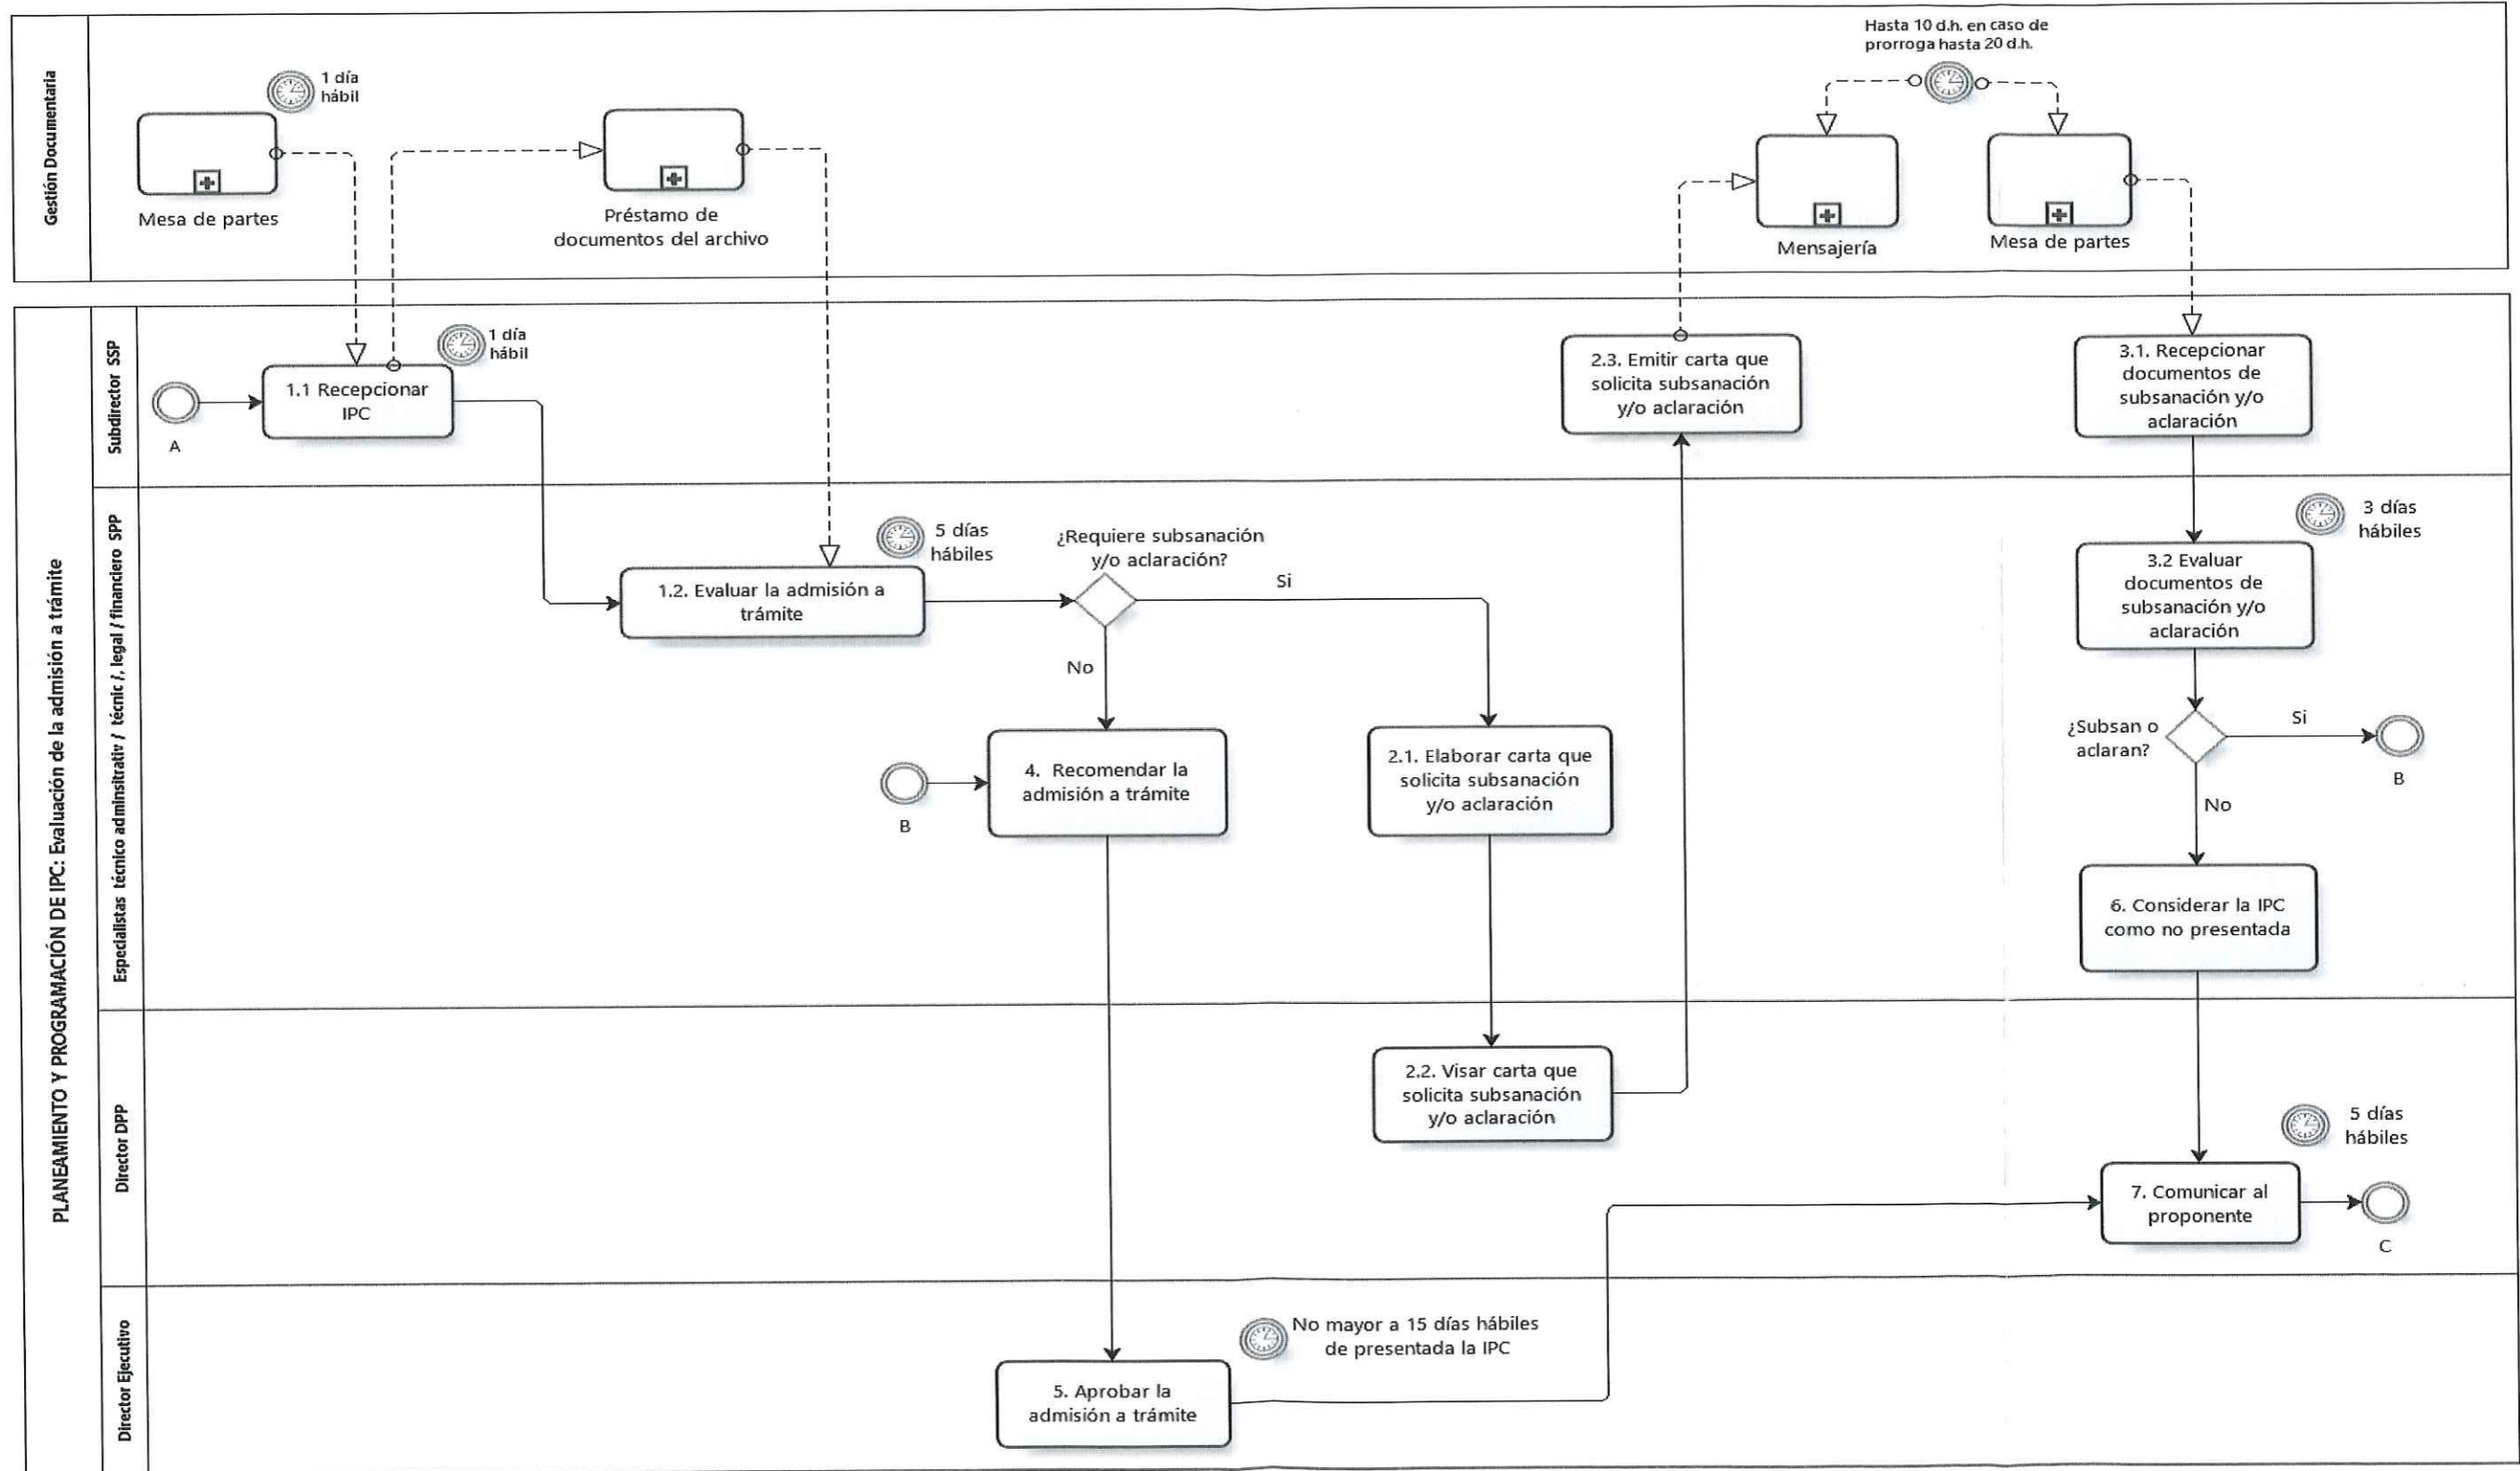 Gestión Documentaria
1 día
hábil
Mesa de partes
Préstamo de
documentos del archivo
Hasta 10 d.h. en caso de
prorroga hasta 20 d.h.
Mensajería
Mesa de partes
PLANEAMIENTO Y PROGRAMACIÓN DE IPC: Evaluación de la admisión a trámite
Subdirector SSP
A
1.1 Recepcionar
IPC
1 día
hábil
2.3. Emitir carta que
solicita subsanación
y/o aclaración
3.1. Recepcionar
documentos de
subsanación y/o
aclaración
Especialistas técnico adminsitrativ / técnic /, legal / financiero SPP
1.2. Evaluar la admisión a
trámite
5 días
hábiles
¿Requiere subsanación
y/o aclaración?
Si
No
B
4. Recomendar la
admisión a trámite
2.1. Elaborar carta que
solicita subsanación
y/o aclaración
3 días
hábiles
3.2 Evaluar
documentos de
subsanación y/o
aclaración
¿Subsan o
aclaran?
Si
B
No
6. Considerar la IPC
como no presentada
Director DPP
2.2. Visar carta que
solicita subsanación
y/o aclaración
5 días
hábiles
7. Comunicar al
proponente
C
Director Ejecutivo
5. Aprobar la
admisión a trámite
No mayor a 15 días hábiles
de presentada la IPC